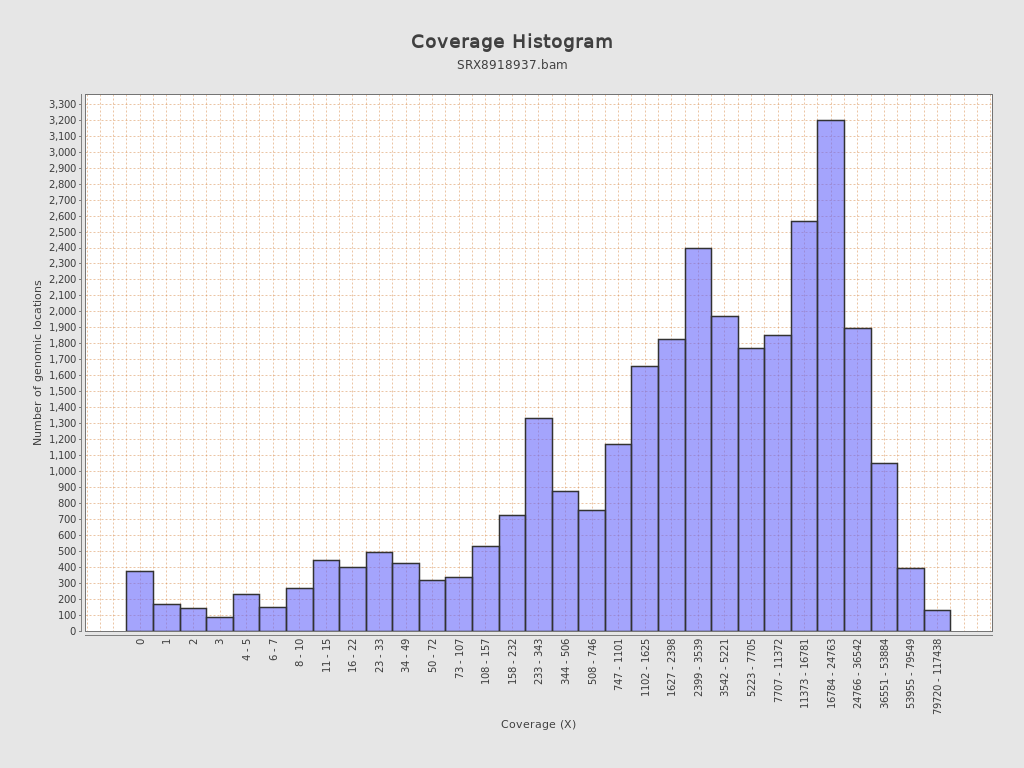 Coverage Histogram
SRX8918937.bam
3,300
3,200
3,100
3,000
2,900
2,800
2,700
2,600
2,500
2,400
2,300
2,200
2,100
2,000
1,900
1,800
1,700
1,600
1,500
1,400
1,300
1,200
1,100
1,000
900
800
700
600
500
400
300
200
100
0
Number of genomic locations
0
1
2
3
4 - 5
6 - 7
8 - 10
11 - 15
16 - 22
23 - 33
34 - 49
50 - 72
73 - 107
108 - 157
158 - 232
233 - 343
344 - 506
508 - 746
747 - 1101
1102 - 1625
1627 - 2398
2399 - 3539
3542 - 5221
5223 - 7705
7707 - 11372
11373 - 16781
16784 - 24763
24766 - 36542
36551 - 53884
53955 - 79549
79720 - 117438
Coverage (X)